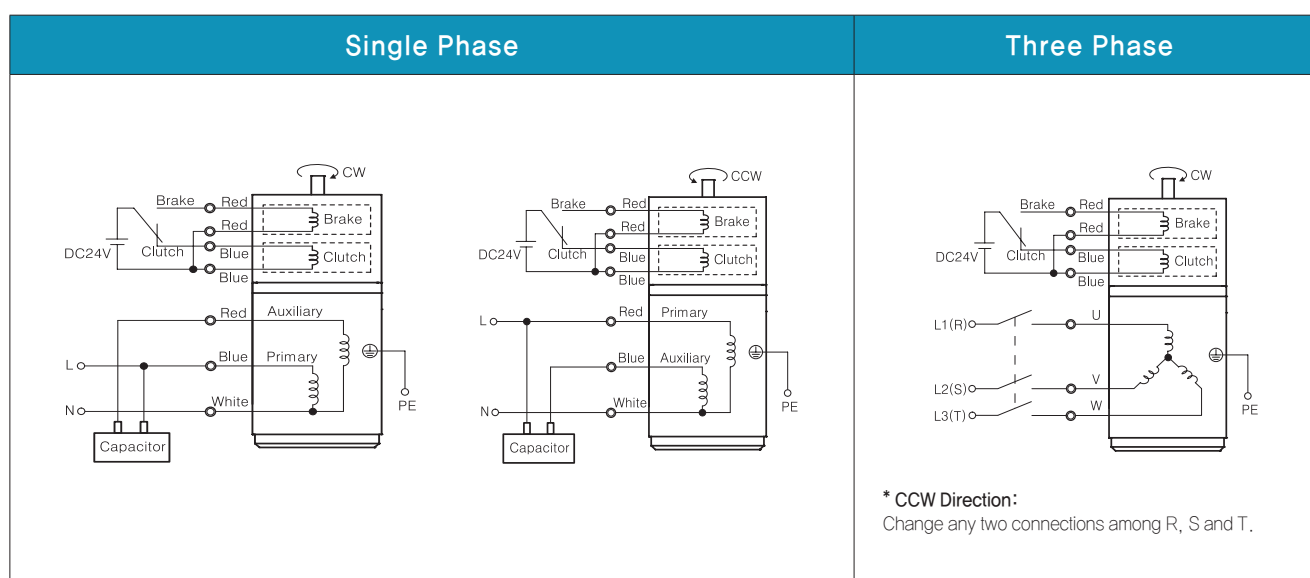 Single Phase
Three Phase
CW
Brake Red
Brake
Red
DC24V
Clutch
Blue
Clutch
Blue
Red Auxiliary
L Blue Primary
N White
PE
Capacitor
CCW
Brake Red
Brake
Red
DC24V
Clutch
Blue
Clutch
Blue
L Red Primary
Blue Auxiliary
N White
PE
Capacitor
CW
Brake Red
Brake
Red
DC24V
Clutch
Blue
Clutch
Blue
L1(R) U
L2(S) V
L3(T) W
PE
* CCW Direction:
Change any two connections among R, S and T.